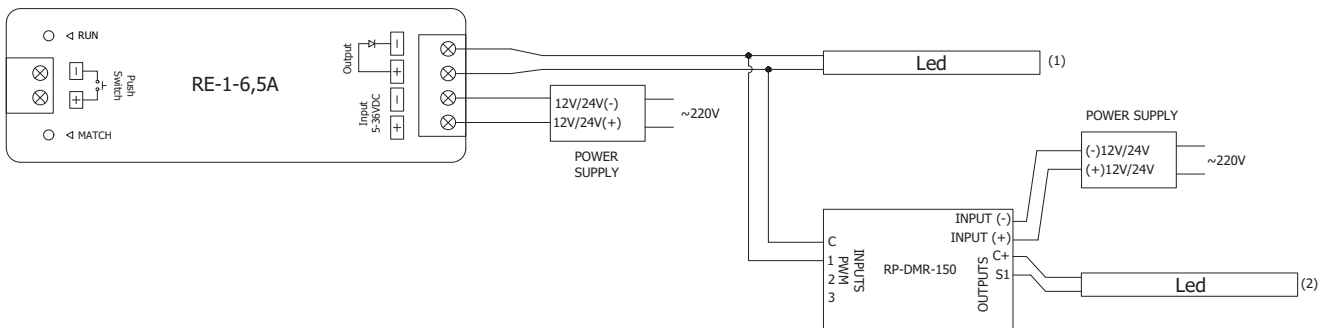 RUN
Push
Switch
−
+
MATCH
RE-1-6,5A
Output
−
+
Input
5-36VDC
−
+
12V/24V(-)
12V/24V(+)
~220V
POWER
SUPPLY
Led
(1)
POWER SUPPLY
(-)12V/24V
(+)12V/24V
~220V
INPUT (-)
INPUT (+)
C
1
2
3
INPUTS
PWM
RP-DMR-150
OUTPUTS
C+
S1
Led
(2)